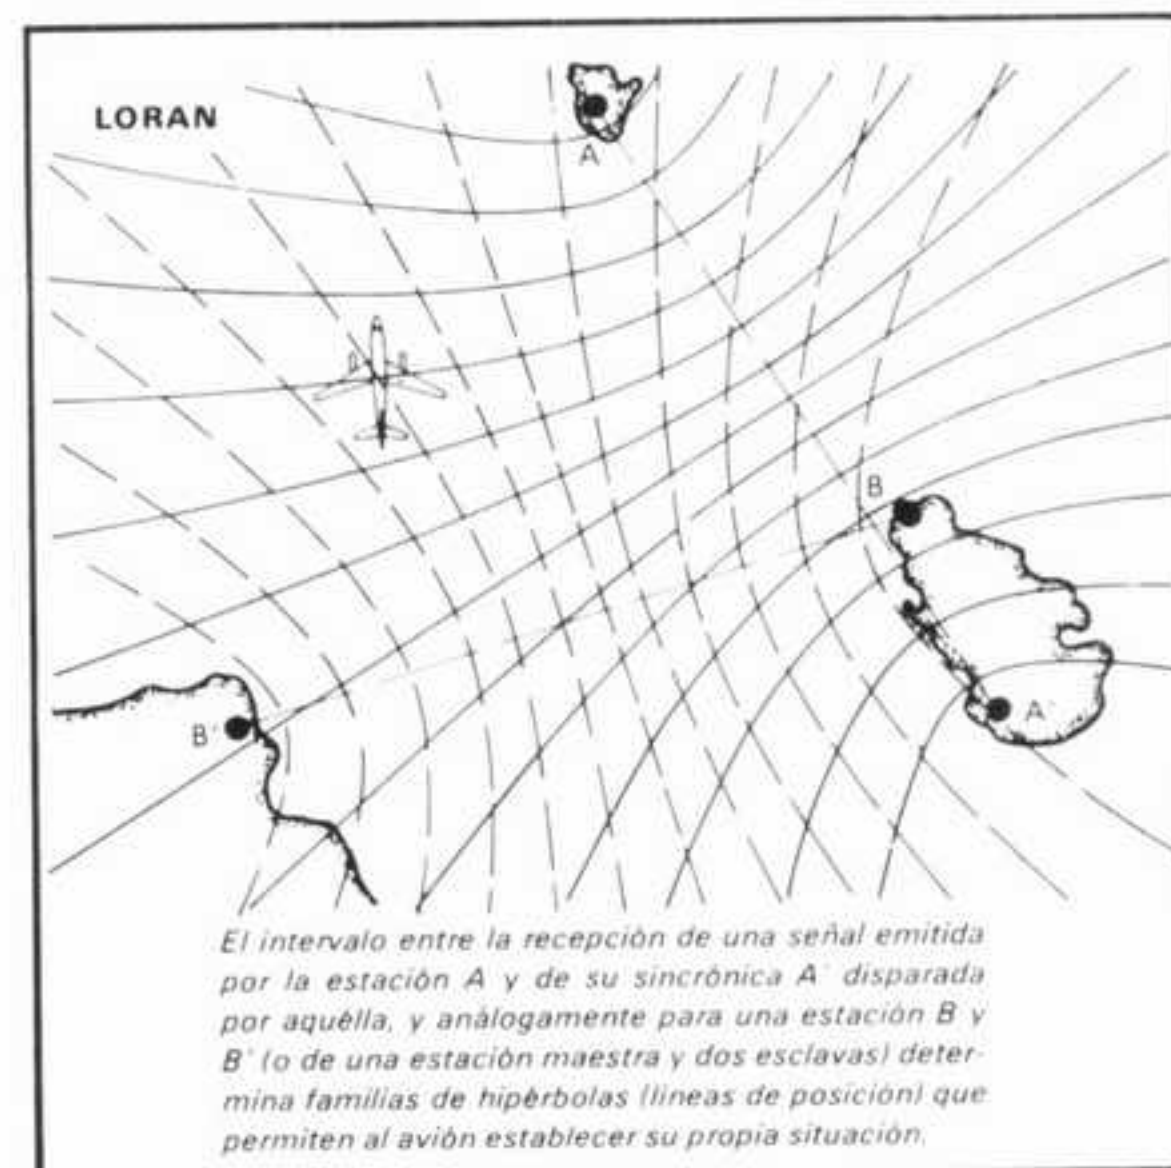 LORAN
A
B
B'
A'
El intervalo entre la recepción de una señal emitida
por la estación A y de su sincrónica A' disparada
por aquélla, y análogamente para una estación B y
B' (o de una estación maestra y dos esclavas) deter-
mina familias de hipérbolas (líneas de posición) que
permiten al avión establecer su propia situación.